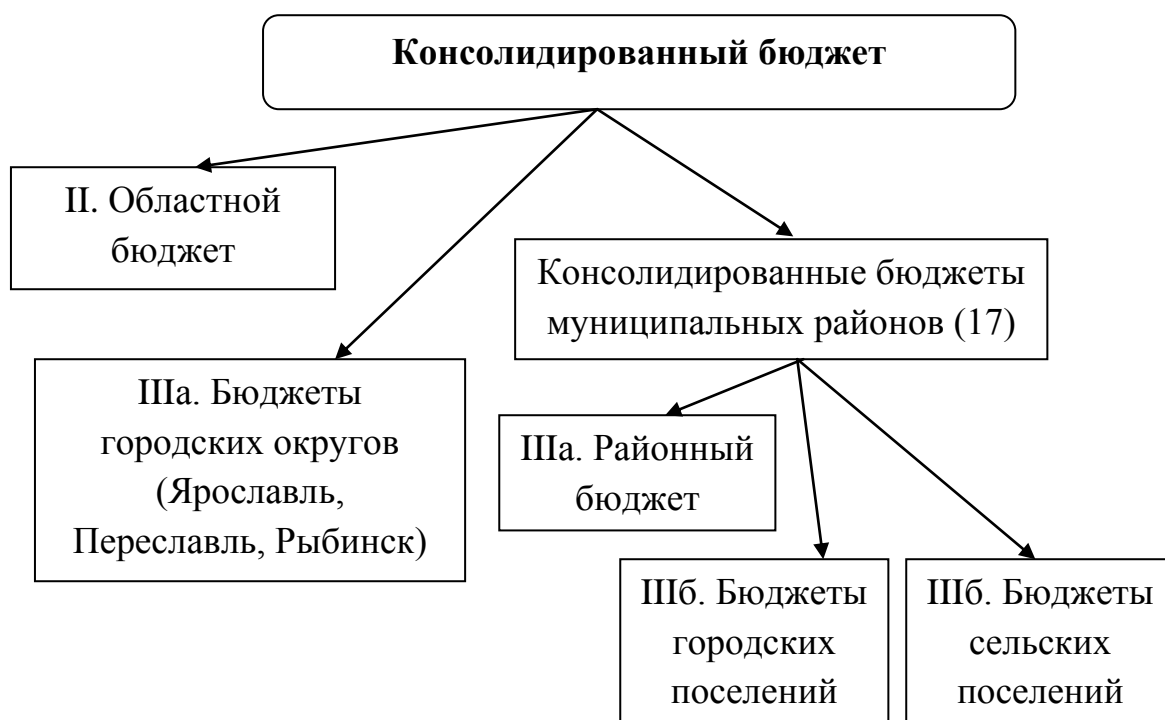 Консолидированный бюджет
II. Областной
бюджет
Консолидированные бюджеты
муниципальных районов (17)
IIIа. Бюджеты
городских округов
(Ярославль,
Переславль, Рыбинск)
IIIа. Районный
бюджет
IIIб. Бюджеты
городских
поселений
IIIб. Бюджеты
сельских
поселений